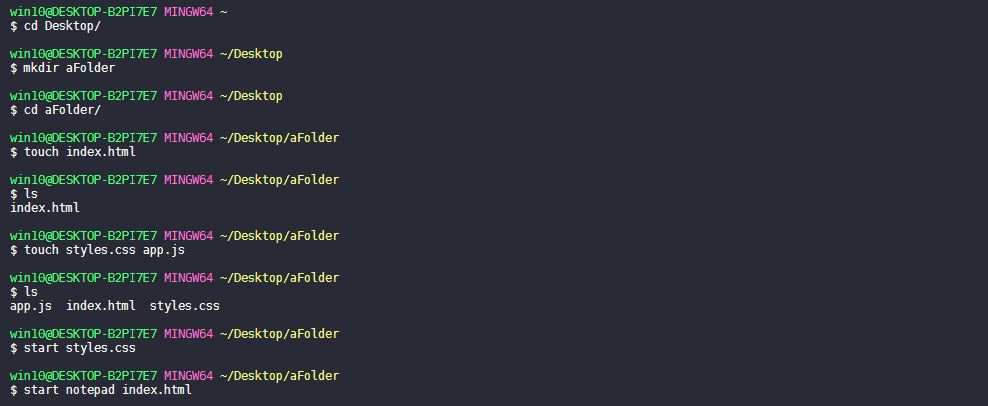 win10@DESKTOP-B2PI7E7 MINGW64 ~
$ cd Desktop/
win10@DESKTOP-B2PI7E7 MINGW64 ~/Desktop
$ mkdir aFolder
win10@DESKTOP-B2PI7E7 MINGW64 ~/Desktop
$ cd aFolder/
win10@DESKTOP-B2PI7E7 MINGW64 ~/Desktop/aFolder
$ touch index.html
win10@DESKTOP-B2PI7E7 MINGW64 ~/Desktop/aFolder
$ ls
index.html
win10@DESKTOP-B2PI7E7 MINGW64 ~/Desktop/aFolder
$ touch styles.css app.js
win10@DESKTOP-B2PI7E7 MINGW64 ~/Desktop/aFolder
$ ls
app.js  index.html  styles.css
win10@DESKTOP-B2PI7E7 MINGW64 ~/Desktop/aFolder
$ start styles.css
win10@DESKTOP-B2PI7E7 MINGW64 ~/Desktop/aFolder
$ start notepad index.html